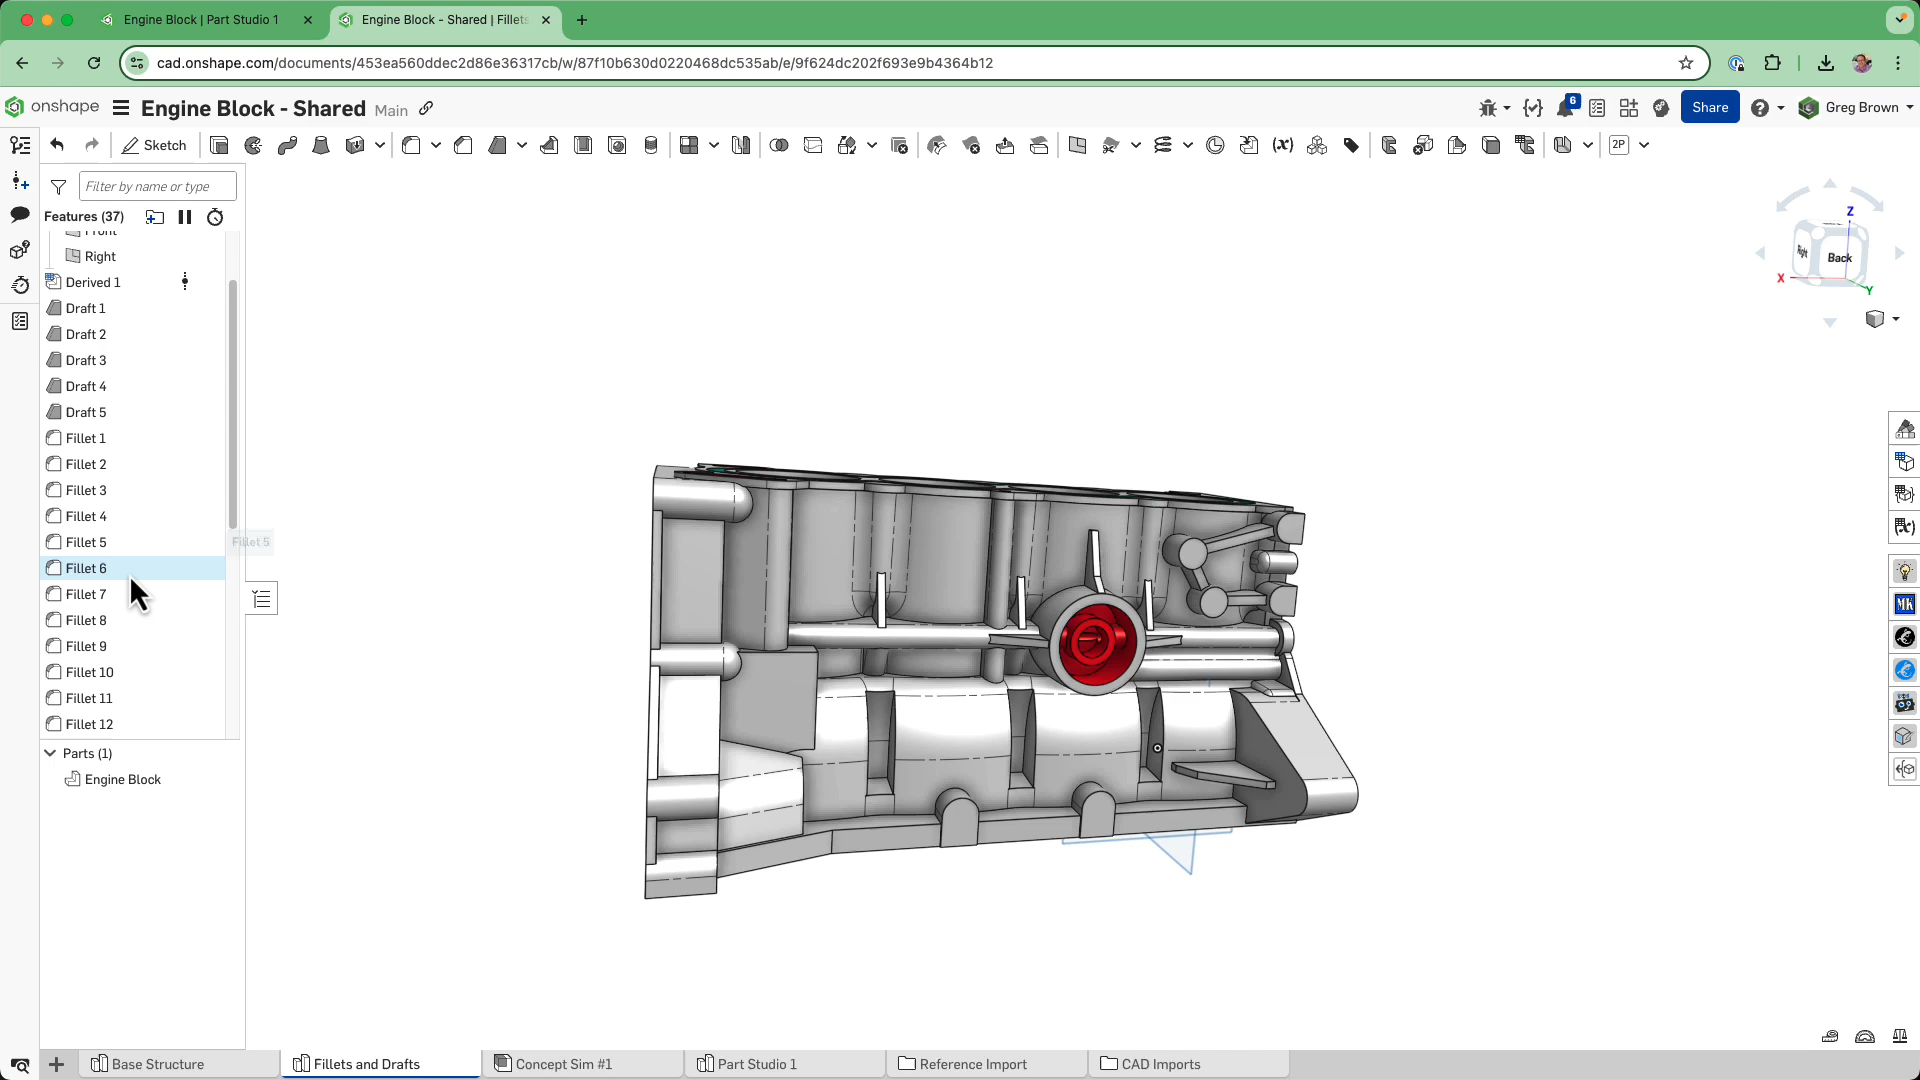 Engine Block | Part Studio 1
Engine Block - Shared | Fillets
cad.onshape.com/documents/453ea560ddec2d86e36317cb/w/87f10b630d0220468dc535ab/e/9f624dc202f693e9b4364b12
onshape
Engine Block - Shared Main
6
Share
Greg Brown
Sketch
(x)
2P
Filter by name or type
Features (37)
Front
Right
Derived 1
Draft 1
Draft 2
Draft 3
Draft 4
Draft 5
Fillet 1
Fillet 2
Fillet 3
Fillet 4
Fillet 5
Fillet 5
Fillet 6
Fillet 7
Fillet 8
Fillet 9
Fillet 10
Fillet 11
Fillet 12
Parts (1)
Engine Block
Z
Right
Back
X
Y
(x)
MK
Base Structure
Fillets and Drafts
Concept Sim #1
Part Studio 1
Reference Import
CAD Imports